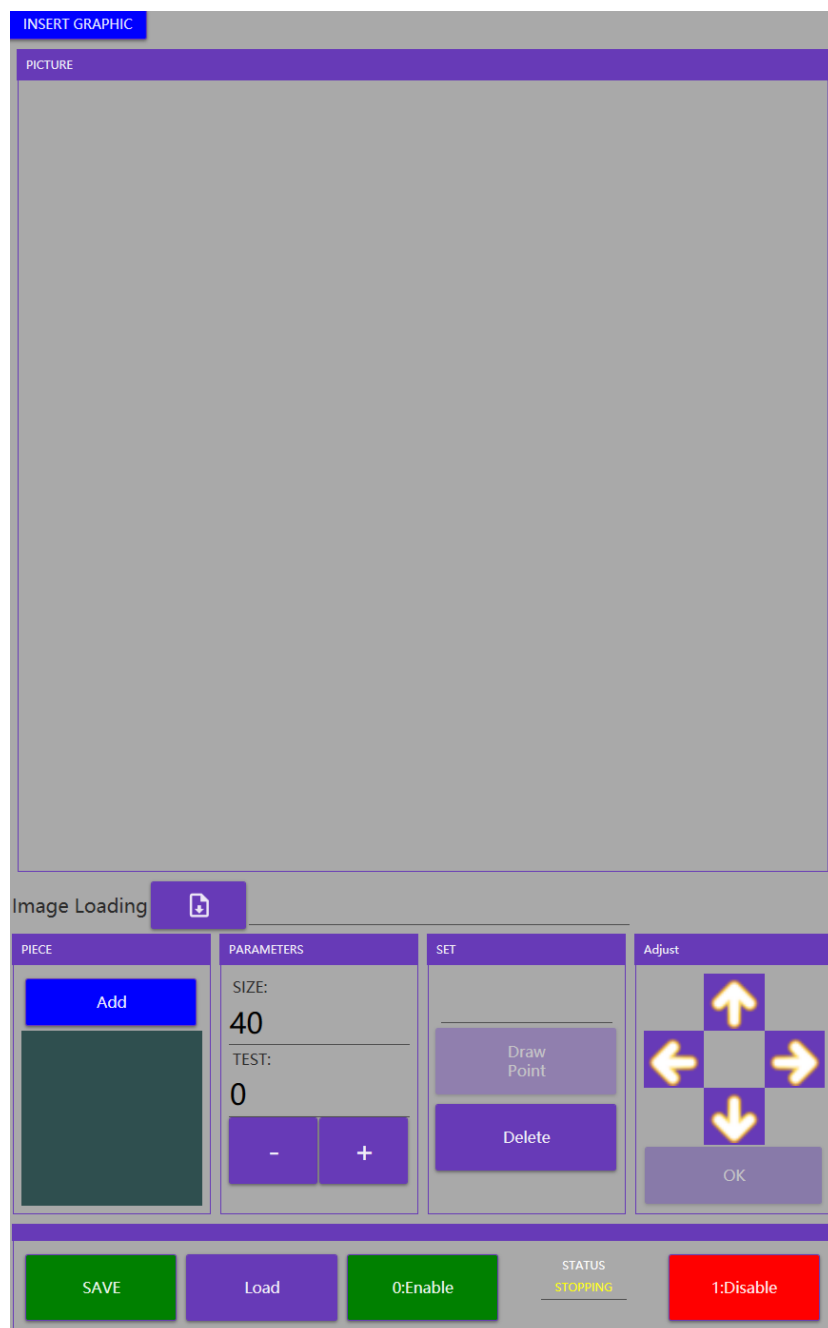 INSERT GRAPHIC
PICTURE
Image Loading
PIECE
Add
PARAMETERS
SIZE:
40
TEST:
0
- +
SET
Draw
Point
Delete
Adjust
OK
SAVE
Load
0:Enable
STATUS
STOPPING
1:Disable